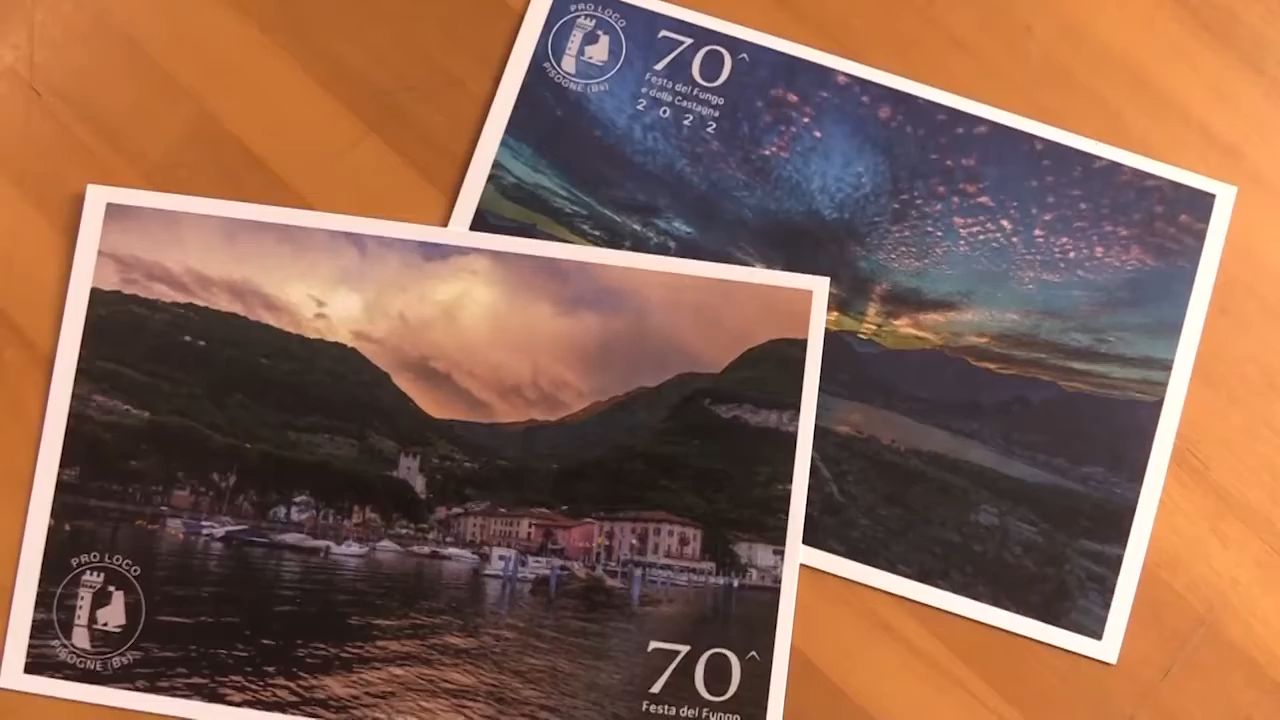 PRO LOCO
PISOGNE (Bs)
70^
Festa del Fungo
e della Castagna
2022
PRO LOCO
PISOGNE (Bs)
70^
Festa del Fungo